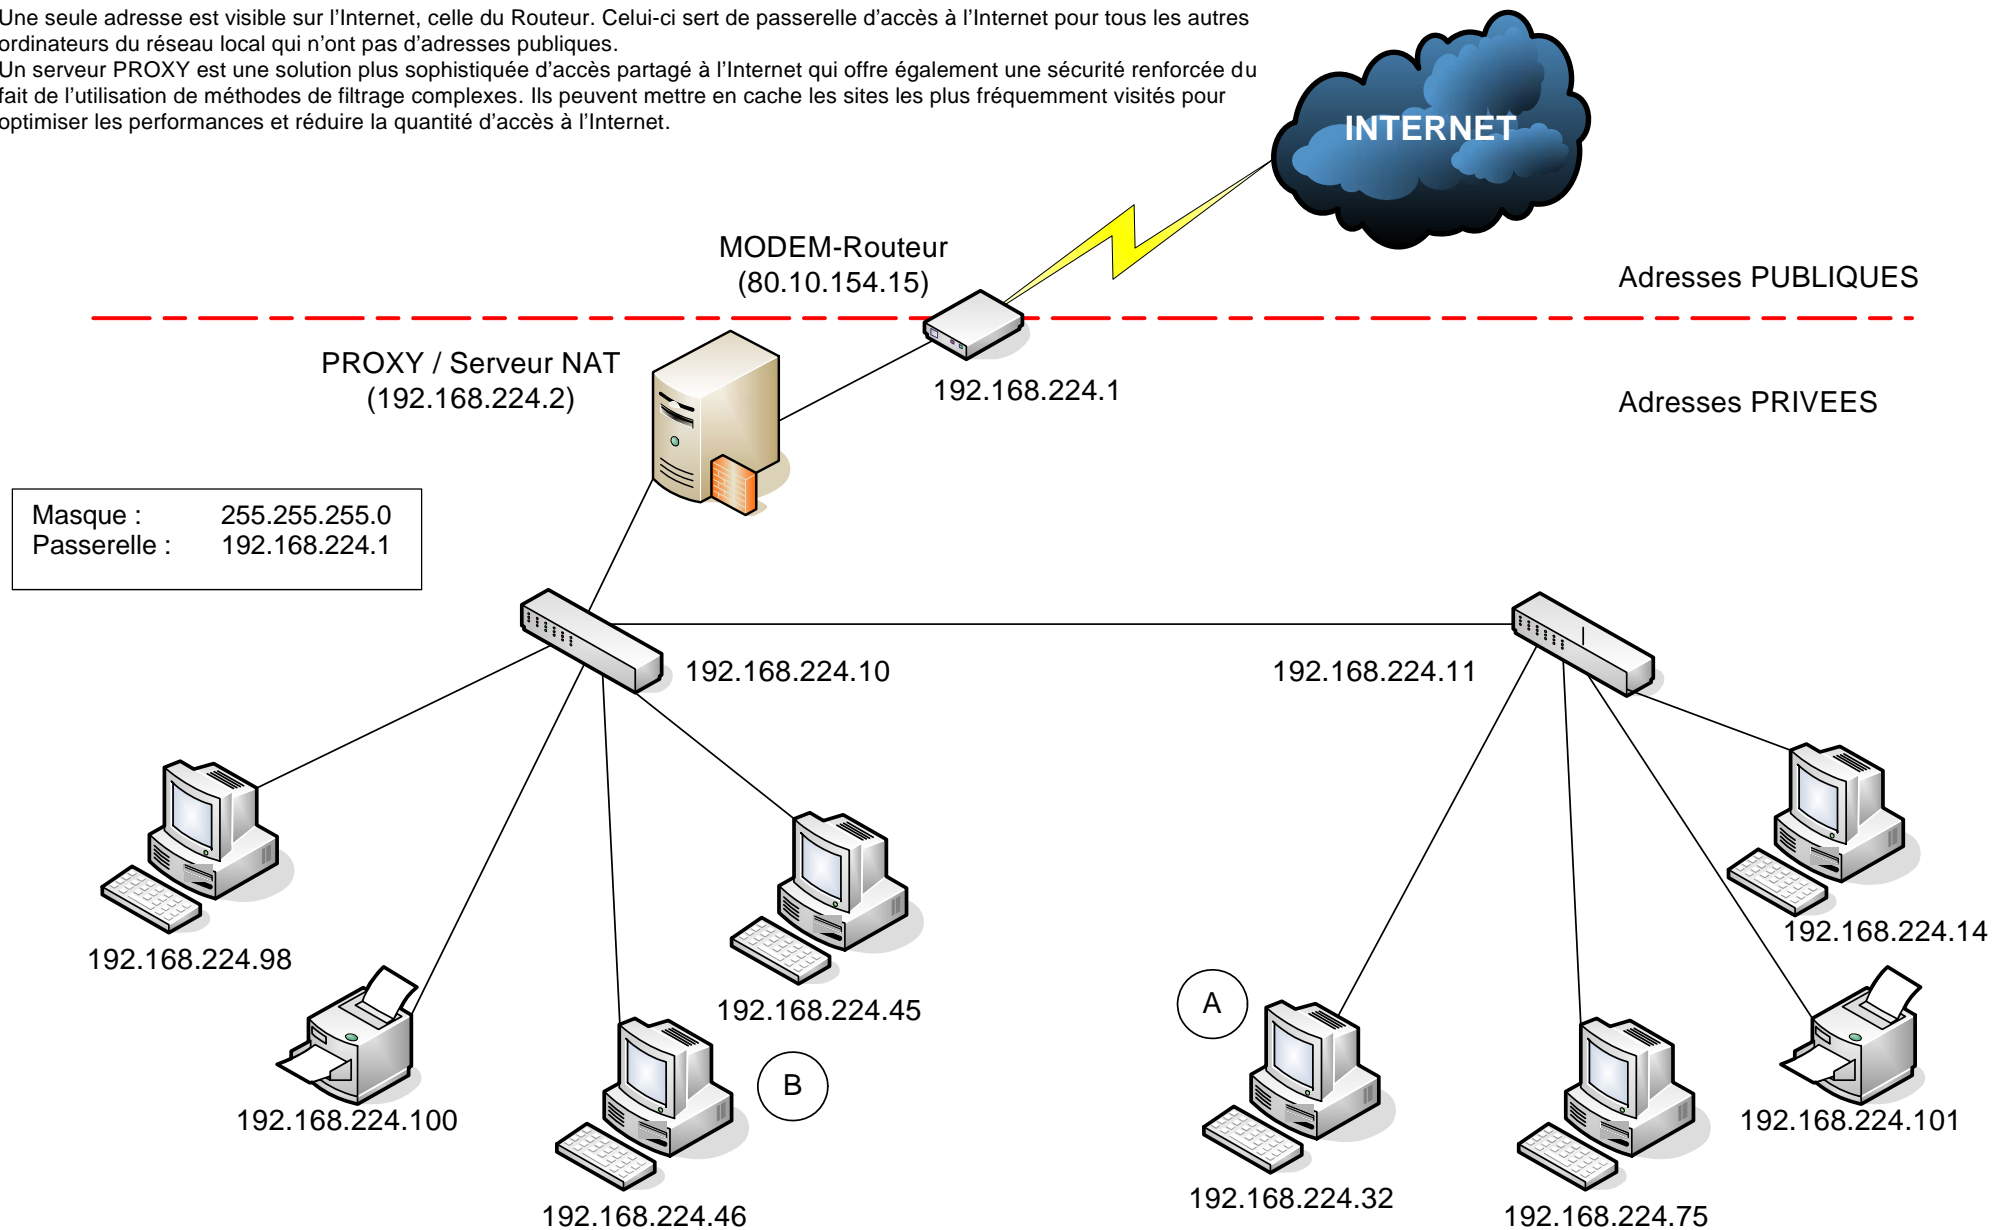 Une seule adresse est visible sur l’Internet, celle du Routeur. Celui-ci sert de passerelle d’accès à l’Internet pour tous les autres
ordinateurs du réseau local qui n’ont pas d’adresses publiques.
Un serveur PROXY est une solution plus sophistiquée d’accès partagé à l’Internet qui offre également une sécurité renforcée du
fait de l’utilisation de méthodes de filtrage complexes. Ils peuvent mettre en cache les sites les plus fréquemment visités pour
optimiser les performances et réduire la quantité d’accès à l’Internet.
INTERNET
MODEM-Routeur
(80.10.154.15)
Adresses PUBLIQUES
PROXY / Serveur NAT
(192.168.224.2)
192.168.224.1
Adresses PRIVEES
Masque : 255.255.255.0
Passerelle : 192.168.224.1
192.168.224.10
192.168.224.11
192.168.224.98
192.168.224.45
192.168.224.14
A
B
192.168.224.100
192.168.224.101
192.168.224.46
192.168.224.32
192.168.224.75